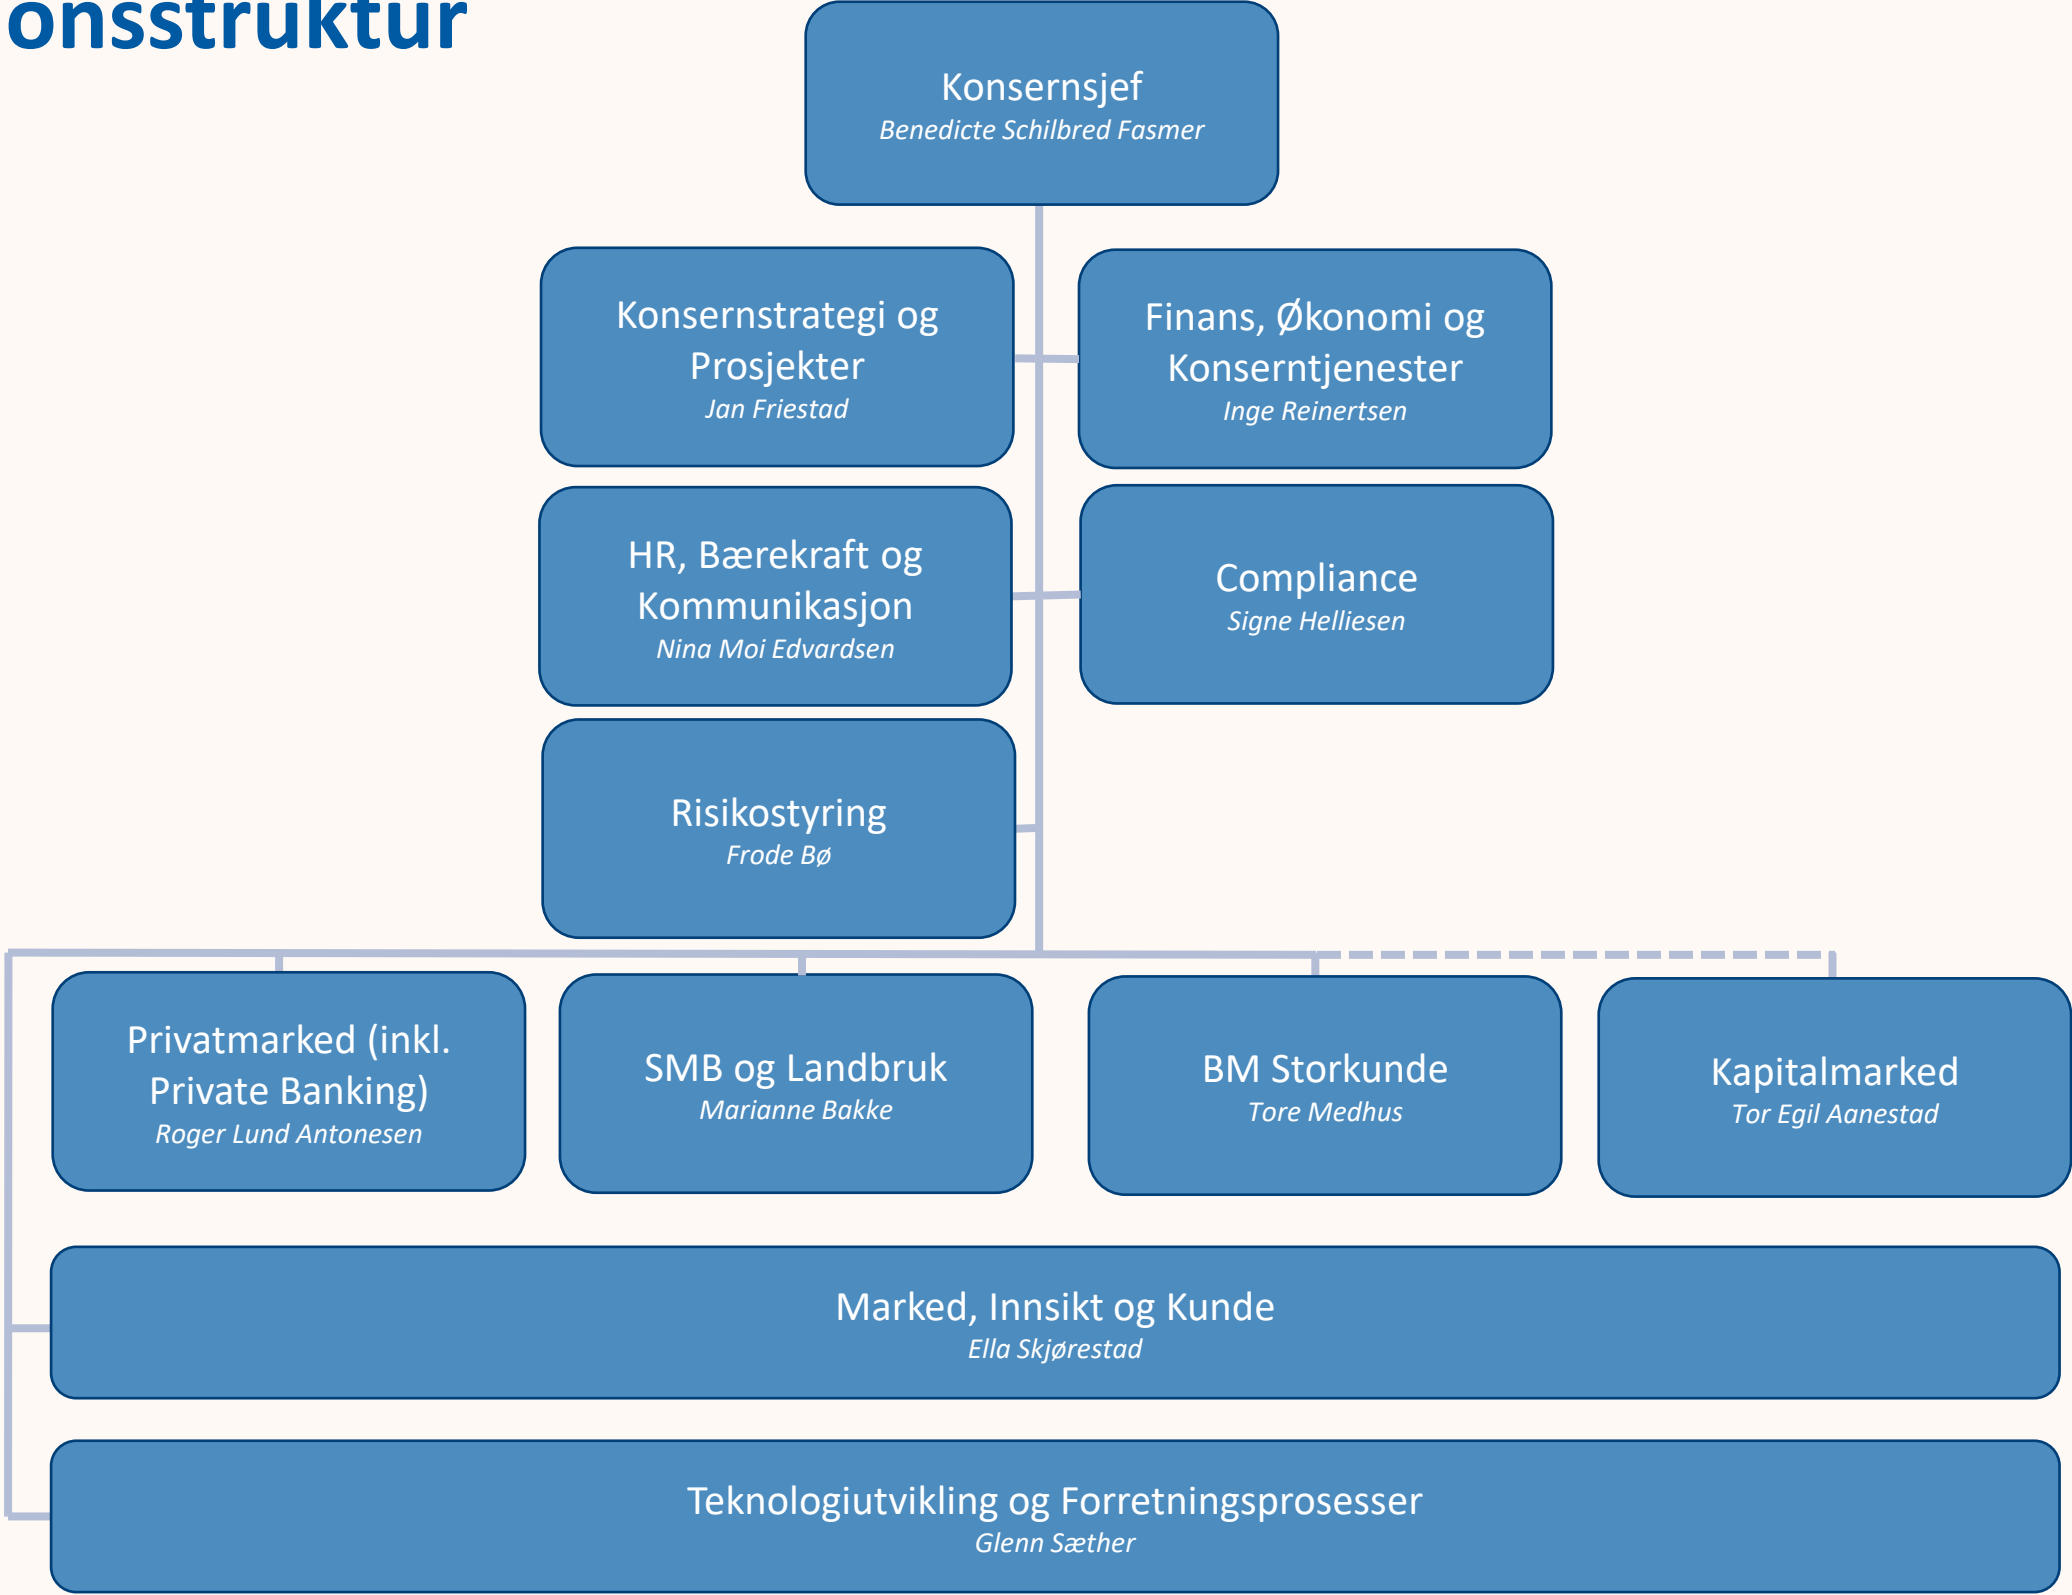 onsstruktur
Konsernsjef
Benedicte Schilbred Fasmer
Konsernstrategi og
Prosjekter
Jan Friestad
Finans, Økonomi og
Konserntjenester
Inge Reinertsen
HR, Bærekraft og
Kommunikasjon
Nina Moi Edvardsen
Compliance
Signe Helliesen
Risikostyring
Frode Bø
Privatmarked (inkl.
Private Banking)
Roger Lund Antonesen
SMB og Landbruk
Marianne Bakke
BM Storkunde
Tore Medhus
Kapitalmarked
Tor Egil Aanestad
Marked, Innsikt og Kunde
Ella Skjørestad
Teknologiutvikling og Forretningsprosesser
Glenn Sæther